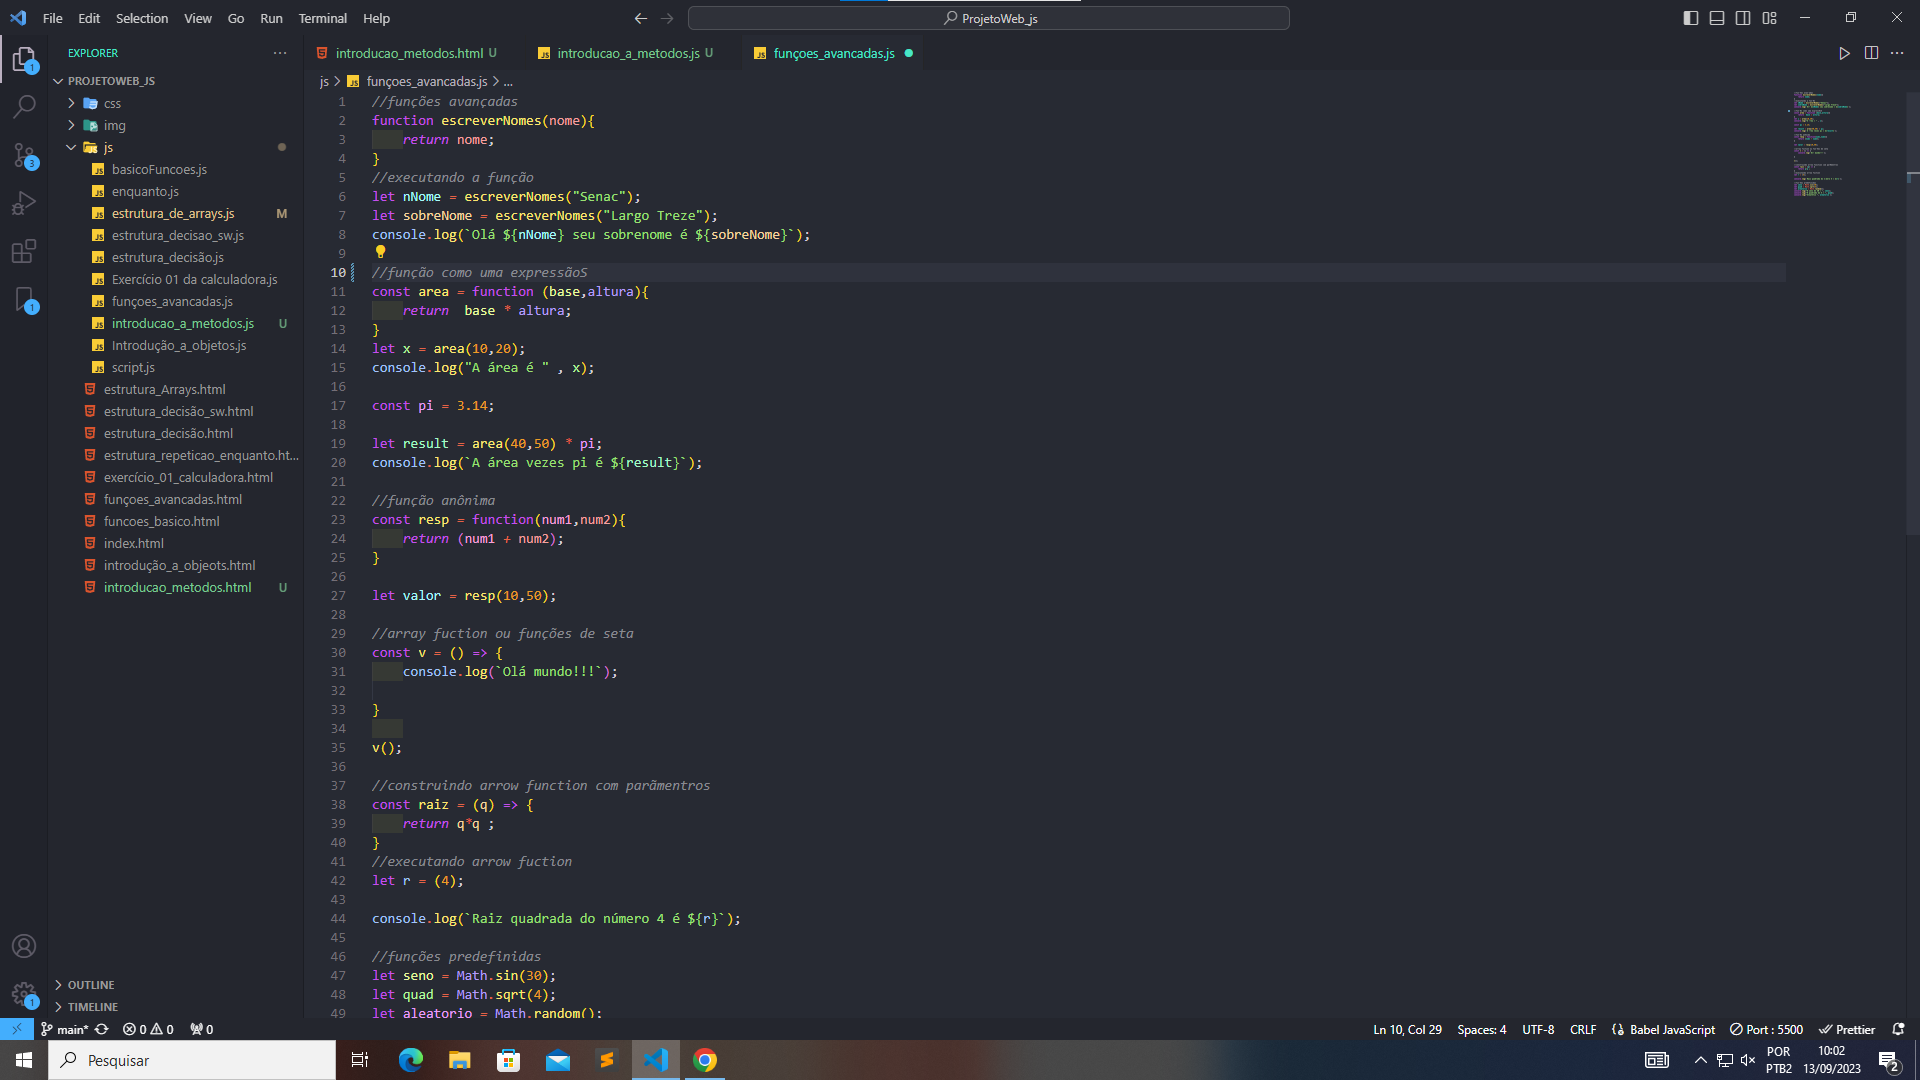 File Edit Selection View Go Run Terminal Help
ProjetoWeb_js
EXPLORER
PROJETOWEB_JS
css
img
js
basicoFuncoes.js
enquanto.js
estrutura_de_arrays.js M
estrutura_decisao_sw.js
estrutura_decisão.js
Exercício 01 da calculadora.js
funçoes_avancadas.js
introducao_a_metodos.js U
Introdução_a_objetos.js
script.js
estrutura_Arrays.html
estrutura_decisão_sw.html
estrutura_decisão.html
estrutura_repeticao_enquanto.ht...
exercício_01_calculadora.html
funçoes_avancadas.html
funcoes_basico.html
index.html
introdução_a_objeots.html
introducao_metodos.html U
OUTLINE
TIMELINE
1
3
1
1
introducao_metodos.html U introducao_a_metodos.js U funçoes_avancadas.js
js > funçoes_avancadas.js > ...
1 //funções avançadas
2 function escreverNomes(nome){
3 return nome;
4 }
5 //executando a função
6 let nNome = escreverNomes("Senac");
7 let sobreNome = escreverNomes("Largo Treze");
8 console.log(`Olá ${nNome} seu sobrenome é ${sobreNome}`);
9
10 //função como uma expressãoS
11 const area = function (base,altura){
12 return  base * altura;
13 }
14 let x = area(10,20);
15 console.log("A área é " , x);
16
17 const pi = 3.14;
18
19 let result = area(40,50) * pi;
20 console.log(`A área vezes pi é ${result}`);
21
22 //função anônima
23 const resp = function(num1,num2){
24 return (num1 + num2);
25 }
26
27 let valor = resp(10,50);
28
29 //array fuction ou funções de seta
30 const v = () => {
31 console.log(`Olá mundo!!!`);
32
33 }
34
35 v();
36
37 //construindo arrow function com parãmentros
38 const raiz = (q) => {
39 return q*q ;
40 }
41 //executando arrow fuction
42 let r = (4);
43
44 console.log(`Raiz quadrada do número 4 é ${r}`);
45
46 //funções predefinidas
47 let seno = Math.sin(30);
48 let quad = Math.sqrt(4);
49 let aleatorio = Math.random();
main* 0 0 0 Ln 10, Col 29 Spaces: 4 UTF-8 CRLF Babel JavaScript Port : 5500 Prettier
Pesquisar
POR
PTB2
10:02
13/09/2023
2